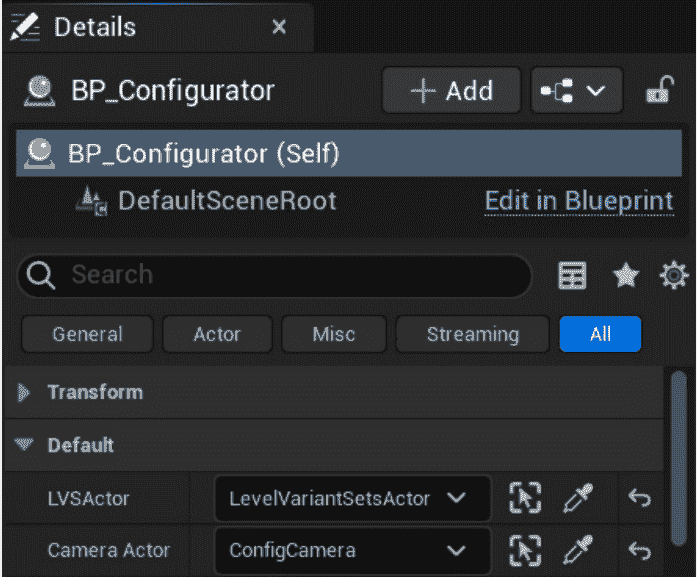 Details
BP_Configurator
Add
BP_Configurator (Self)
DefaultSceneRoot Edit in Blueprint
Search
General Actor Misc Streaming All
Transform
Default
LVSActor LevelVariantSetsActor
Camera Actor ConfigCamera